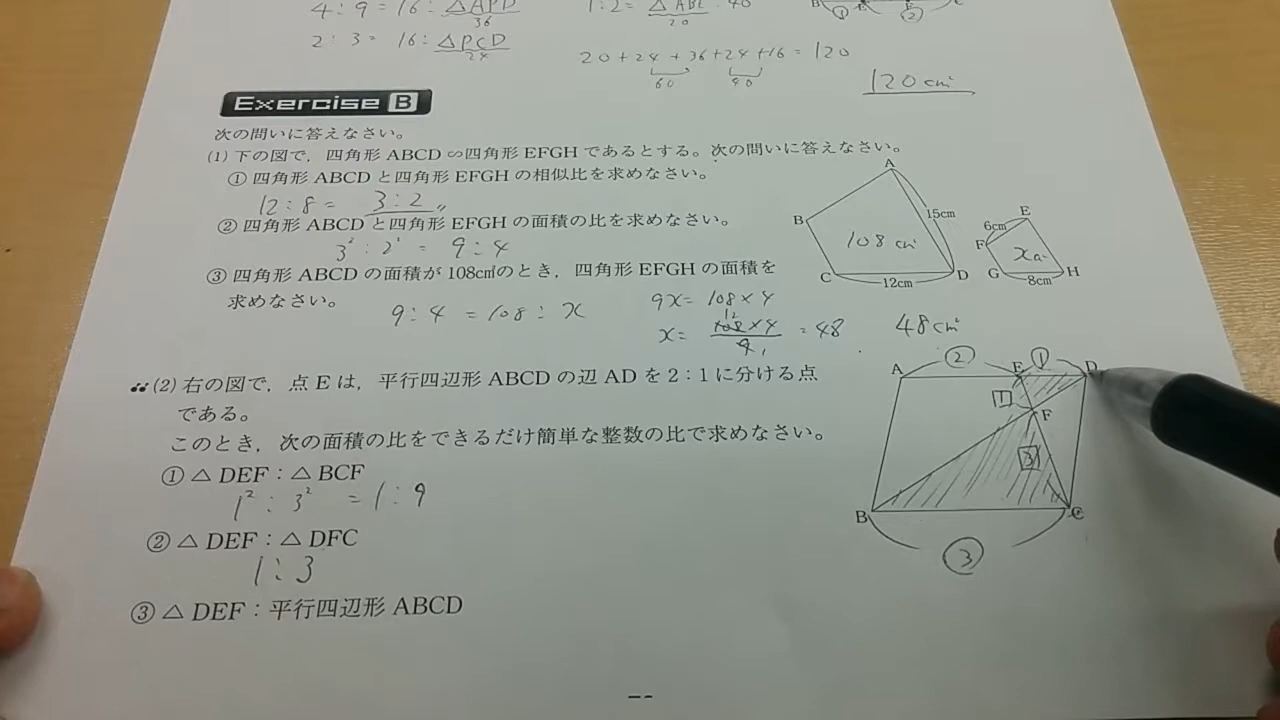 4:9=16:△APD
36
2:3=16:△PCD
24
20+24+36+24+16=120
60
40
120cm²
Exercise B
次の問いに答えなさい。
(1) 下の図で，四角形 ABCD∽四角形 EFGH であるとする。次の問いに答えなさい。
① 四角形 ABCD と四角形 EFGH の相似比を求めなさい。
12:8= 3:2
② 四角形 ABCD と四角形 EFGH の面積の比を求めなさい。
3²:2²=9:4
③ 四角形 ABCD の面積が108㎠のとき，四角形 EFGH の面積を
求めなさい。
9:4=108:x
9x=108×4
x=108×4/9=48
12
1
48cm²
A
B
C
D
15cm
12cm
108cm²
E
F
G
H
6cm
8cm
(2) 右の図で，点Eは，平行四辺形 ABCD の辺 AD を 2：1 に分ける点
である。
このとき，次の面積の比をできるだけ簡単な整数の比で求めなさい。
① △DEF：△BCF
1²:3²=1:9
② △DEF：△DFC
1:3
③ △DEF：平行四辺形 ABCD
②
①
A
E
D
1
F
3
B
C
③